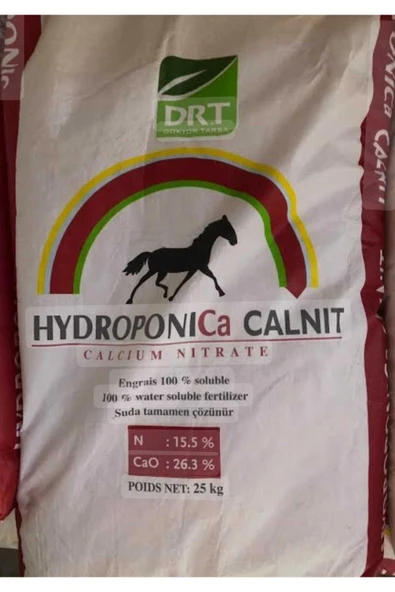 DRT
DOKTOR TARSA
HYDROPONICa CALNIT
CALCIUM NITRATE
Engrais 100 % soluble
100 % water soluble fertilizer
Suda tamamen çözünür
N : 15.5 %
CaO : 26.3 %
POIDS NET: 25 kg